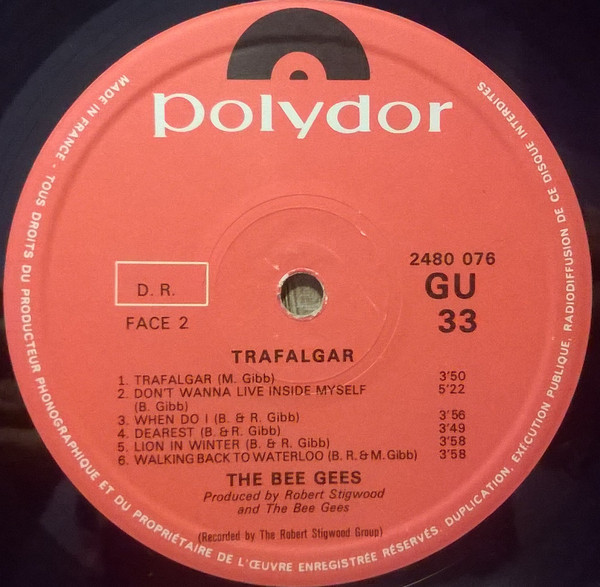 polydor
MADE IN FRANCE - TOUS DROITS DU PRODUCTEUR PHONOGRAPHIQUE ET DU PROPRIÉTAIRE DE L'ŒUVRE ENREGISTRÉE RÉSERVÉS. DUPLICATION, EXÉCUTION PUBLIQUE, RADIODIFFUSION DE CE DISQUE INTERDITES
2480 076
GU
33
D. R.
FACE 2
TRAFALGAR
1. TRAFALGAR (M. Gibb) 3'50
2. DON'T WANNA LIVE INSIDE MYSELF 5'22
(B. Gibb)
3. WHEN DO I (B. & R. Gibb) 3'56
4. DEAREST (B. & R. Gibb) 3'49
5. LION IN WINTER (B. & R. Gibb) 3'58
6. WALKING BACK TO WATERLOO (B. R. & M. Gibb) 3'58
THE BEE GEES
Produced by Robert Stigwood
and The Bee Gees
(Recorded by The Robert Stigwood Group)